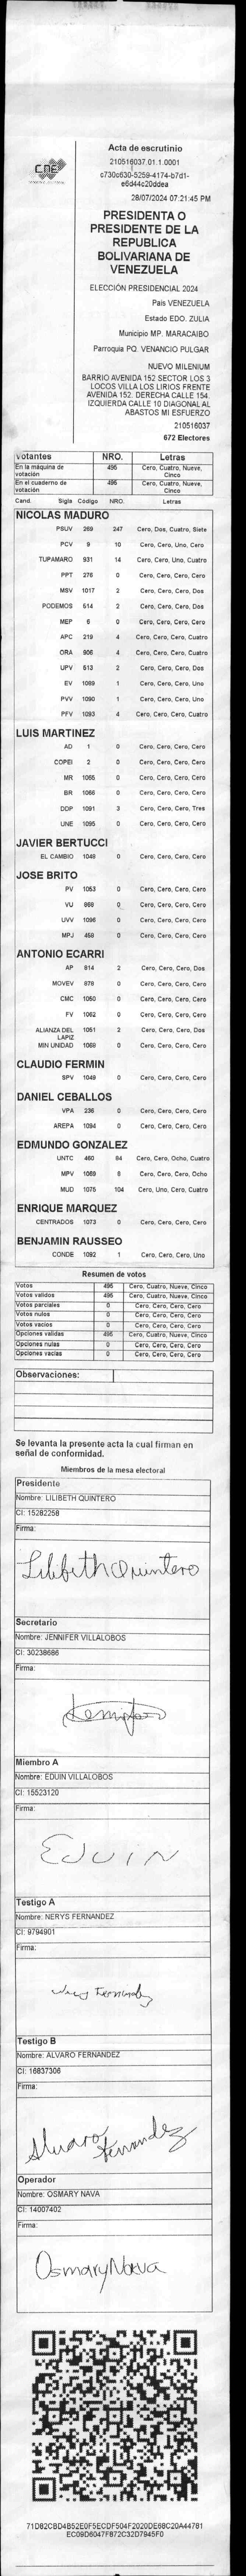 CNE
Acta de escrutinio
210516037.01.1.0001
c730c630-5259-4174-b7d1-
e6d44c20ddea
28/07/2024 07:21:45 PM
PRESIDENTA O
PRESIDENTE DE LA
REPUBLICA
BOLIVARIANA DE
VENEZUELA
ELECCIÓN PRESIDENCIAL 2024
País VENEZUELA
Estado EDO. ZULIA
Municipio MP. MARACAIBO
Parroquia PQ. VENANCIO PULGAR
NUEVO MILENIUM
BARRIO AVENIDA 152 SECTOR LOS 3
LOCOS VILLA LOS LIRIOS FRENTE
AVENIDA 152. DERECHA CALLE 154.
IZQUIERDA CALLE 10 DIAGONAL AL
ABASTOS MI ESFUERZO
210516037
672 Electores
Votantes NRO. Letras
En la máquina de votación 495 Cero, Cuatro, Nueve, Cinco
En el cuaderno de votación 495 Cero, Cuatro, Nueve, Cinco
Cand. Sigla Código NRO. Letras
NICOLAS MADURO
PSUV 269 247 Cero, Dos, Cuatro, Siete
PCV 9 10 Cero, Cero, Uno, Cero
TUPAMARO 931 14 Cero, Cero, Uno, Cuatro
PPT 276 0 Cero, Cero, Cero, Cero
MSV 1017 2 Cero, Cero, Cero, Dos
PODEMOS 514 2 Cero, Cero, Cero, Dos
MEP 6 0 Cero, Cero, Cero, Cero
APC 219 4 Cero, Cero, Cero, Cuatro
ORA 906 4 Cero, Cero, Cero, Cuatro
UPV 513 2 Cero, Cero, Cero, Dos
EV 1089 1 Cero, Cero, Cero, Uno
PVV 1090 1 Cero, Cero, Cero, Uno
PFV 1093 4 Cero, Cero, Cero, Cuatro
LUIS MARTINEZ
AD 1 0 Cero, Cero, Cero, Cero
COPEI 2 0 Cero, Cero, Cero, Cero
MR 1065 0 Cero, Cero, Cero, Cero
BR 1066 0 Cero, Cero, Cero, Cero
DDP 1091 3 Cero, Cero, Cero, Tres
UNE 1095 0 Cero, Cero, Cero, Cero
JAVIER BERTUCCI
EL CAMBIO 1048 0 Cero, Cero, Cero, Cero
JOSE BRITO
PV 1053 0 Cero, Cero, Cero, Cero
VU 868 0 Cero, Cero, Cero, Cero
UVV 1096 0 Cero, Cero, Cero, Cero
MPJ 459 0 Cero, Cero, Cero, Cero
ANTONIO ECARRI
AP 814 2 Cero, Cero, Cero, Dos
MOVEV 878 0 Cero, Cero, Cero, Cero
CMC 1050 0 Cero, Cero, Cero, Cero
FV 1062 0 Cero, Cero, Cero, Cero
ALIANZA DEL LAPIZ 1051 2 Cero, Cero, Cero, Dos
MIN UNIDAD 1068 0 Cero, Cero, Cero, Cero
CLAUDIO FERMIN
SPV 1049 0 Cero, Cero, Cero, Cero
DANIEL CEBALLOS
VPA 236 0 Cero, Cero, Cero, Cero
AREPA 1094 0 Cero, Cero, Cero, Cero
EDMUNDO GONZALEZ
UNTC 460 84 Cero, Cero, Ocho, Cuatro
MPV 1069 8 Cero, Cero, Cero, Ocho
MUD 1075 104 Cero, Uno, Cero, Cuatro
ENRIQUE MARQUEZ
CENTRADOS 1073 0 Cero, Cero, Cero, Cero
BENJAMIN RAUSSEO
CONDE 1092 1 Cero, Cero, Cero, Uno
Resumen de votos
Votos 495 Cero, Cuatro, Nueve, Cinco
Votos validos 495 Cero, Cuatro, Nueve, Cinco
Votos parciales 0 Cero, Cero, Cero, Cero
Votos nulos 0 Cero, Cero, Cero, Cero
Votos vacios 0 Cero, Cero, Cero, Cero
Opciones validas 495 Cero, Cuatro, Nueve, Cinco
Opciones nulas 0 Cero, Cero, Cero, Cero
Opciones vacias 0 Cero, Cero, Cero, Cero
Observaciones:
Se levanta la presente acta la cual firman en
señal de conformidad.
Miembros de la mesa electoral
Presidente
Nombre: LILIBETH QUINTERO
CI: 15282258
Firma:
Lilibeth Quintero
Secretario
Nombre: JENNIFER VILLALOBOS
CI: 30238686
Firma:
Miembro A
Nombre: EDUIN VILLALOBOS
CI: 15523120
Firma:
EDUIN
Testigo A
Nombre: NERYS FERNANDEZ
CI: 9794901
Firma:
Nery Fernandez
Testigo B
Nombre: ALVARO FERNANDEZ
CI: 16837306
Firma:
Alvaro Fernandez
Operador
Nombre: OSMARY NAVA
CI: 14007402
Firma:
Osmary Nava
71D82CBD4B52E0F5ECDF504F2020DE68C20A44781
EC09D6047F872C32D7945F0